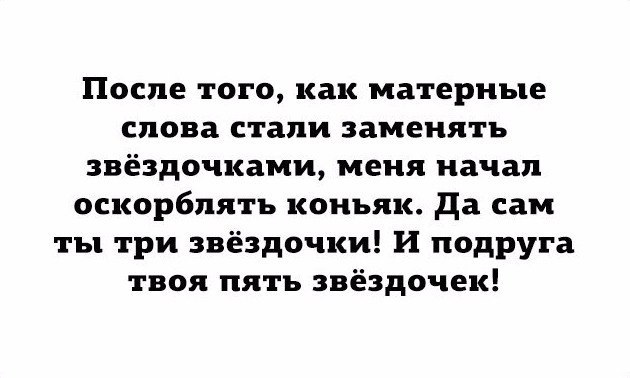 После того, как матерные
слова стали заменять
звёздочками, меня начал
оскорблять коньяк. Да сам
ты три звёздочки! И подруга
твоя пять звёздочек!